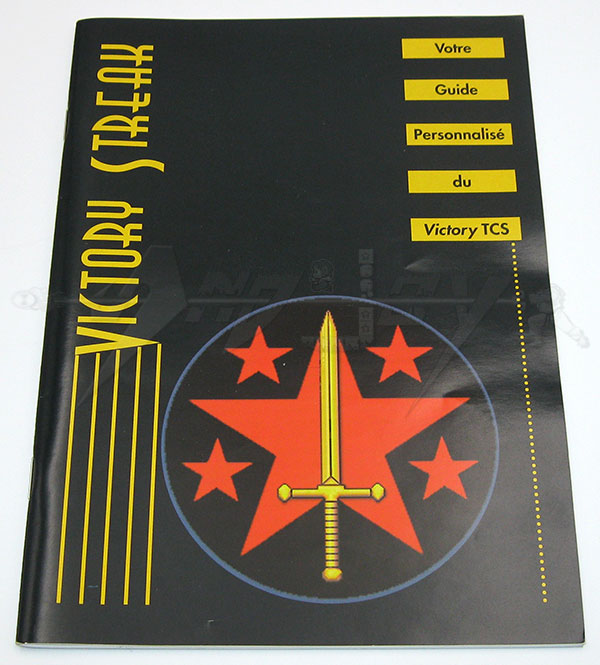 VICTORY STREAK
Votre
Guide
Personnalisé
du
Victory TCS